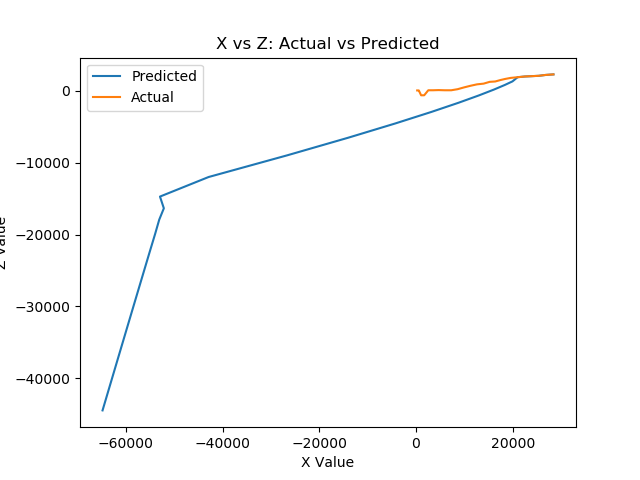 X vs Z: Actual vs Predicted
Predicted
Actual
0
−10000
−20000
−30000
−40000
Z Value
−60000
−40000
−20000
0
20000
X Value